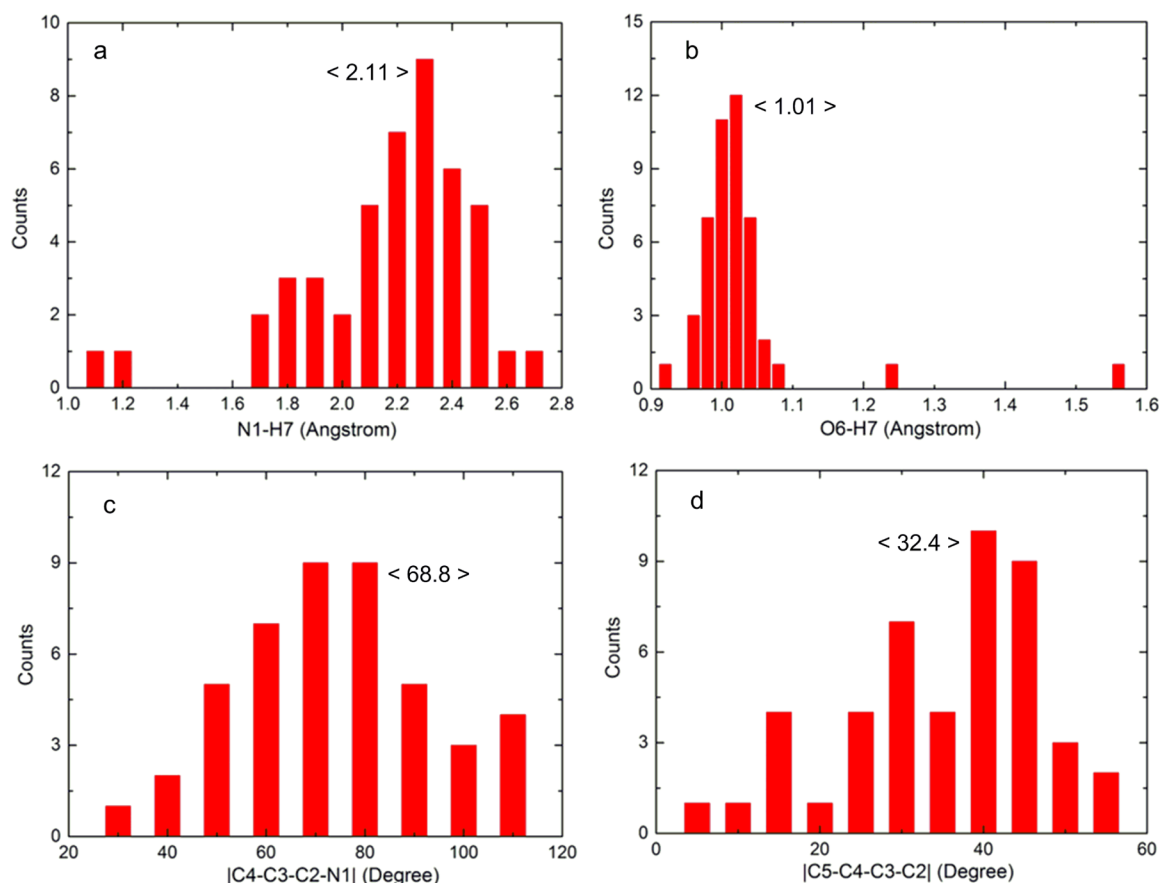 a
< 2.11 >
Counts
10
8
6
4
2
0
1.0 1.2 1.4 1.6 1.8 2.0 2.2 2.4 2.6 2.8
N1-H7 (Angstrom)
b
< 1.01 >
Counts
15
12
9
6
3
0
0.9 1.0 1.1 1.2 1.3 1.4 1.5 1.6
O6-H7 (Angstrom)
c
< 68.8 >
Counts
12
9
6
3
0
20 40 60 80 100 120
|C4-C3-C2-N1| (Degree)
d
< 32.4 >
Counts
12
9
6
3
0
0 20 40 60
|C5-C4-C3-C2| (Degree)